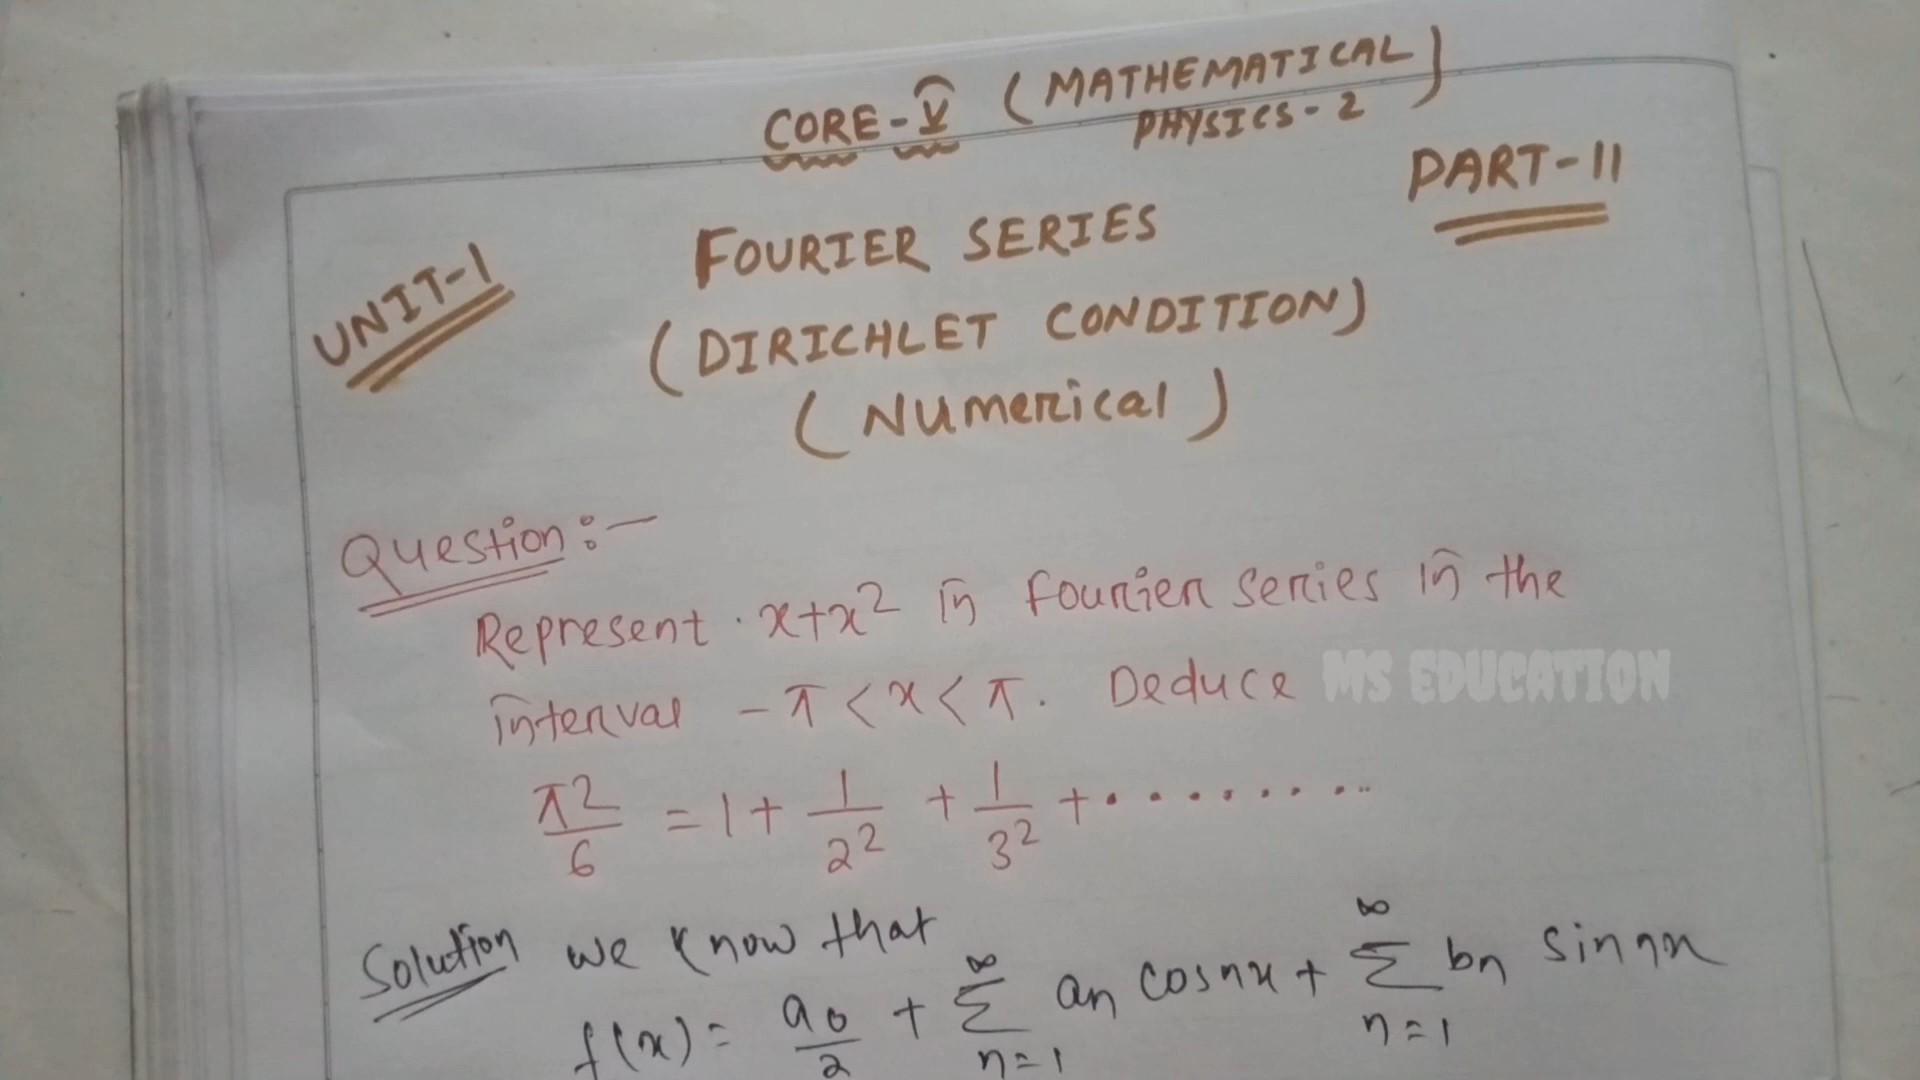 CORE-V (MATHEMATICAL PHYSICS-2)
PART-II
UNIT-1
FOURIER SERIES
(DIRICHLET CONDITION)
(Numerical)
Question:-
Represent x+x² in Fourier series in the
interval -π<x<π. Deduce
MS EDUCATION
π²/6 = 1 + 1/2² + 1/3² + ............
Solution we know that
f(x) = a0/2 + ∞Σn=1 an cosnx + ∞Σn=1 bn sinnx